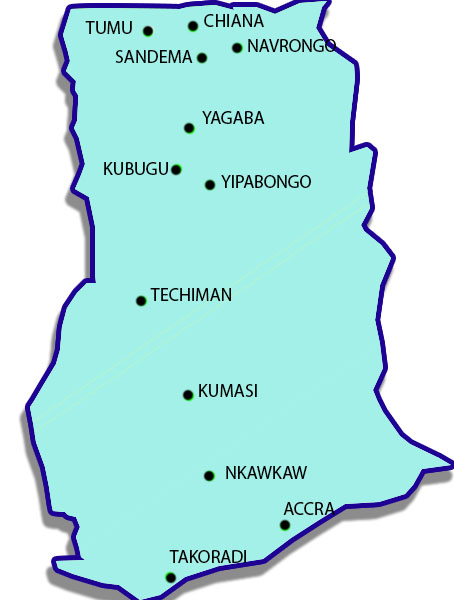 CHIANA
TUMU
NAVRONGO
SANDEMA
YAGABA
KUBUGU
YIPABONGO
TECHIMAN
KUMASI
NKAWKAW
ACCRA
TAKORADI